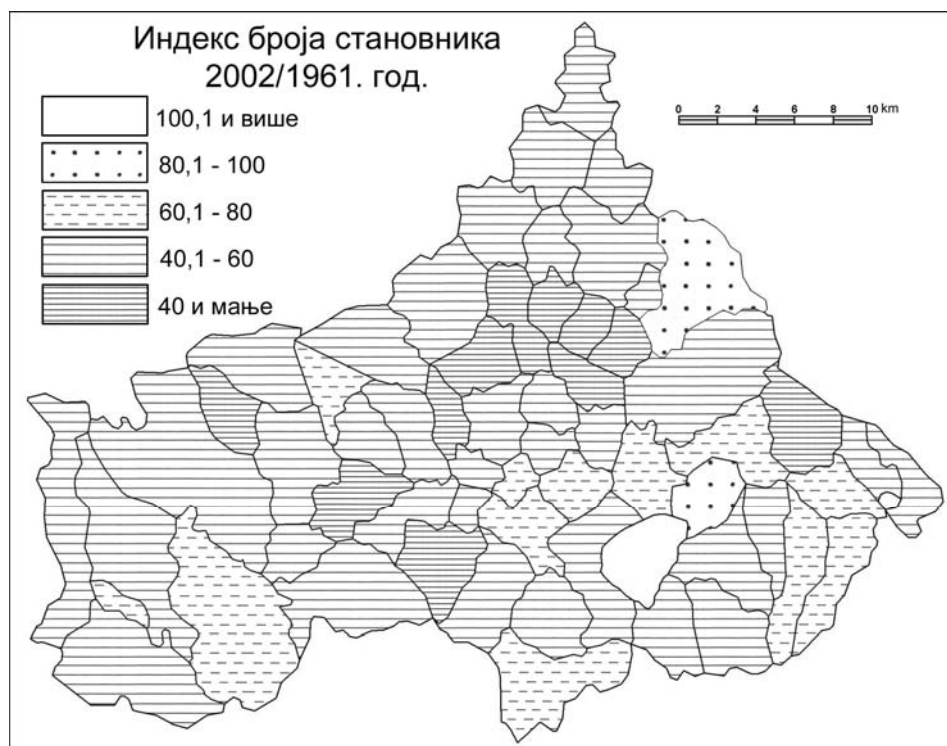 Индекс броја становника
2002/1961. год.
100,1 и више
80,1 - 100
60,1 - 80
40,1 - 60
40 и мање
0 2 4 6 8 10 km